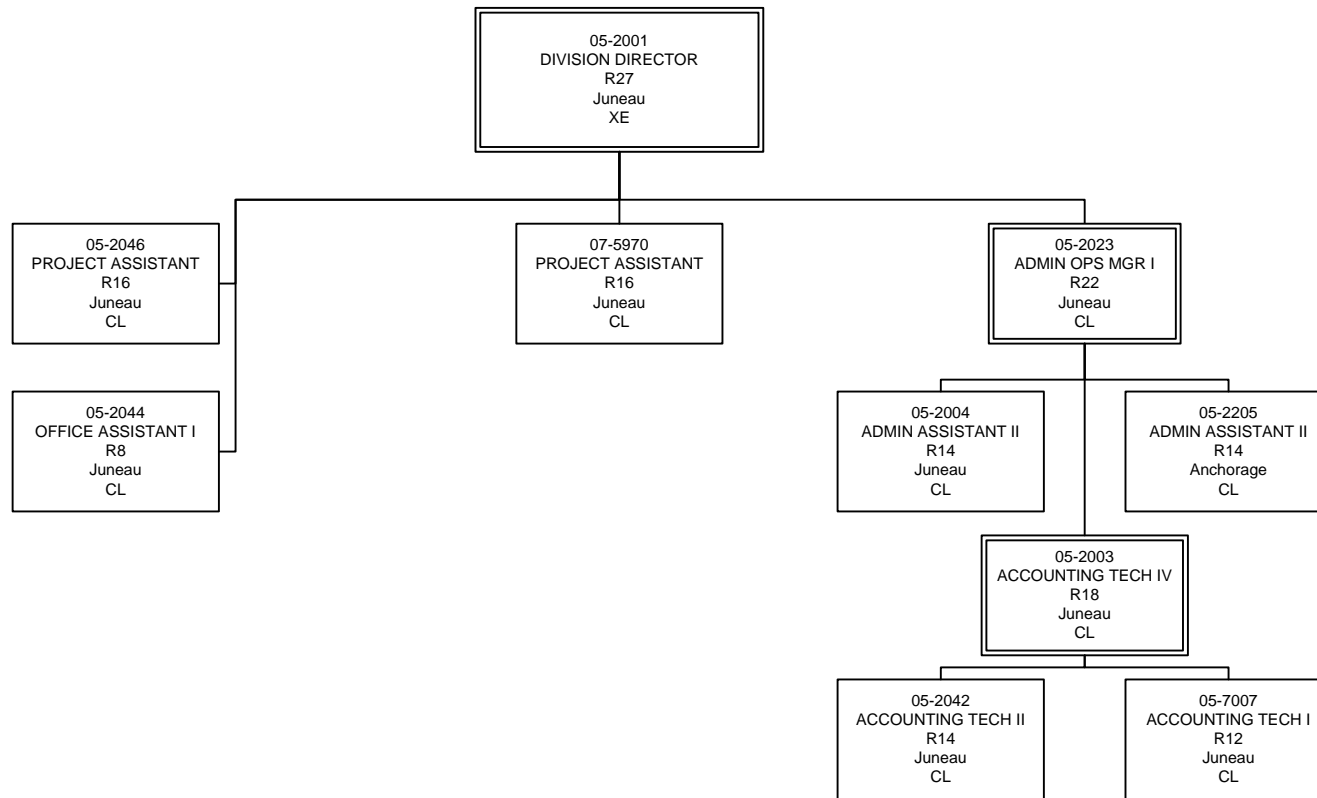 05-2001
DIVISION DIRECTOR
R27
Juneau
XE
05-2046
PROJECT ASSISTANT
R16
Juneau
CL
07-5970
PROJECT ASSISTANT
R16
Juneau
CL
05-2023
ADMIN OPS MGR I
R22
Juneau
CL
05-2044
OFFICE ASSISTANT I
R8
Juneau
CL
05-2004
ADMIN ASSISTANT II
R14
Juneau
CL
05-2205
ADMIN ASSISTANT II
R14
Anchorage
CL
05-2003
ACCOUNTING TECH IV
R18
Juneau
CL
05-2042
ACCOUNTING TECH II
R14
Juneau
CL
05-7007
ACCOUNTING TECH I
R12
Juneau
CL